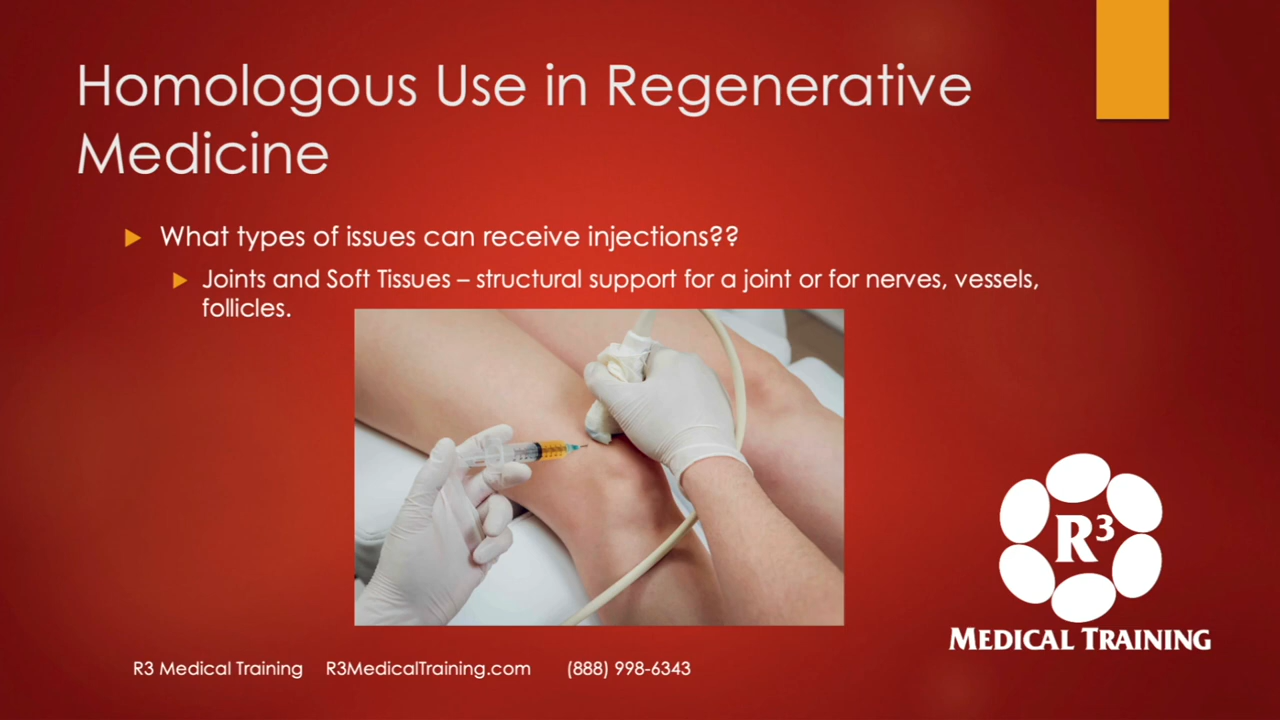 Homologous Use in Regenerative
Medicine
What types of issues can receive injections??
Joints and Soft Tissues – structural support for a joint or for nerves, vessels,
follicles.
R³
MEDICAL TRAINING
R3 Medical Training R3MedicalTraining.com (888) 998-6343